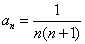 aₙ = 1/(n(n+1))